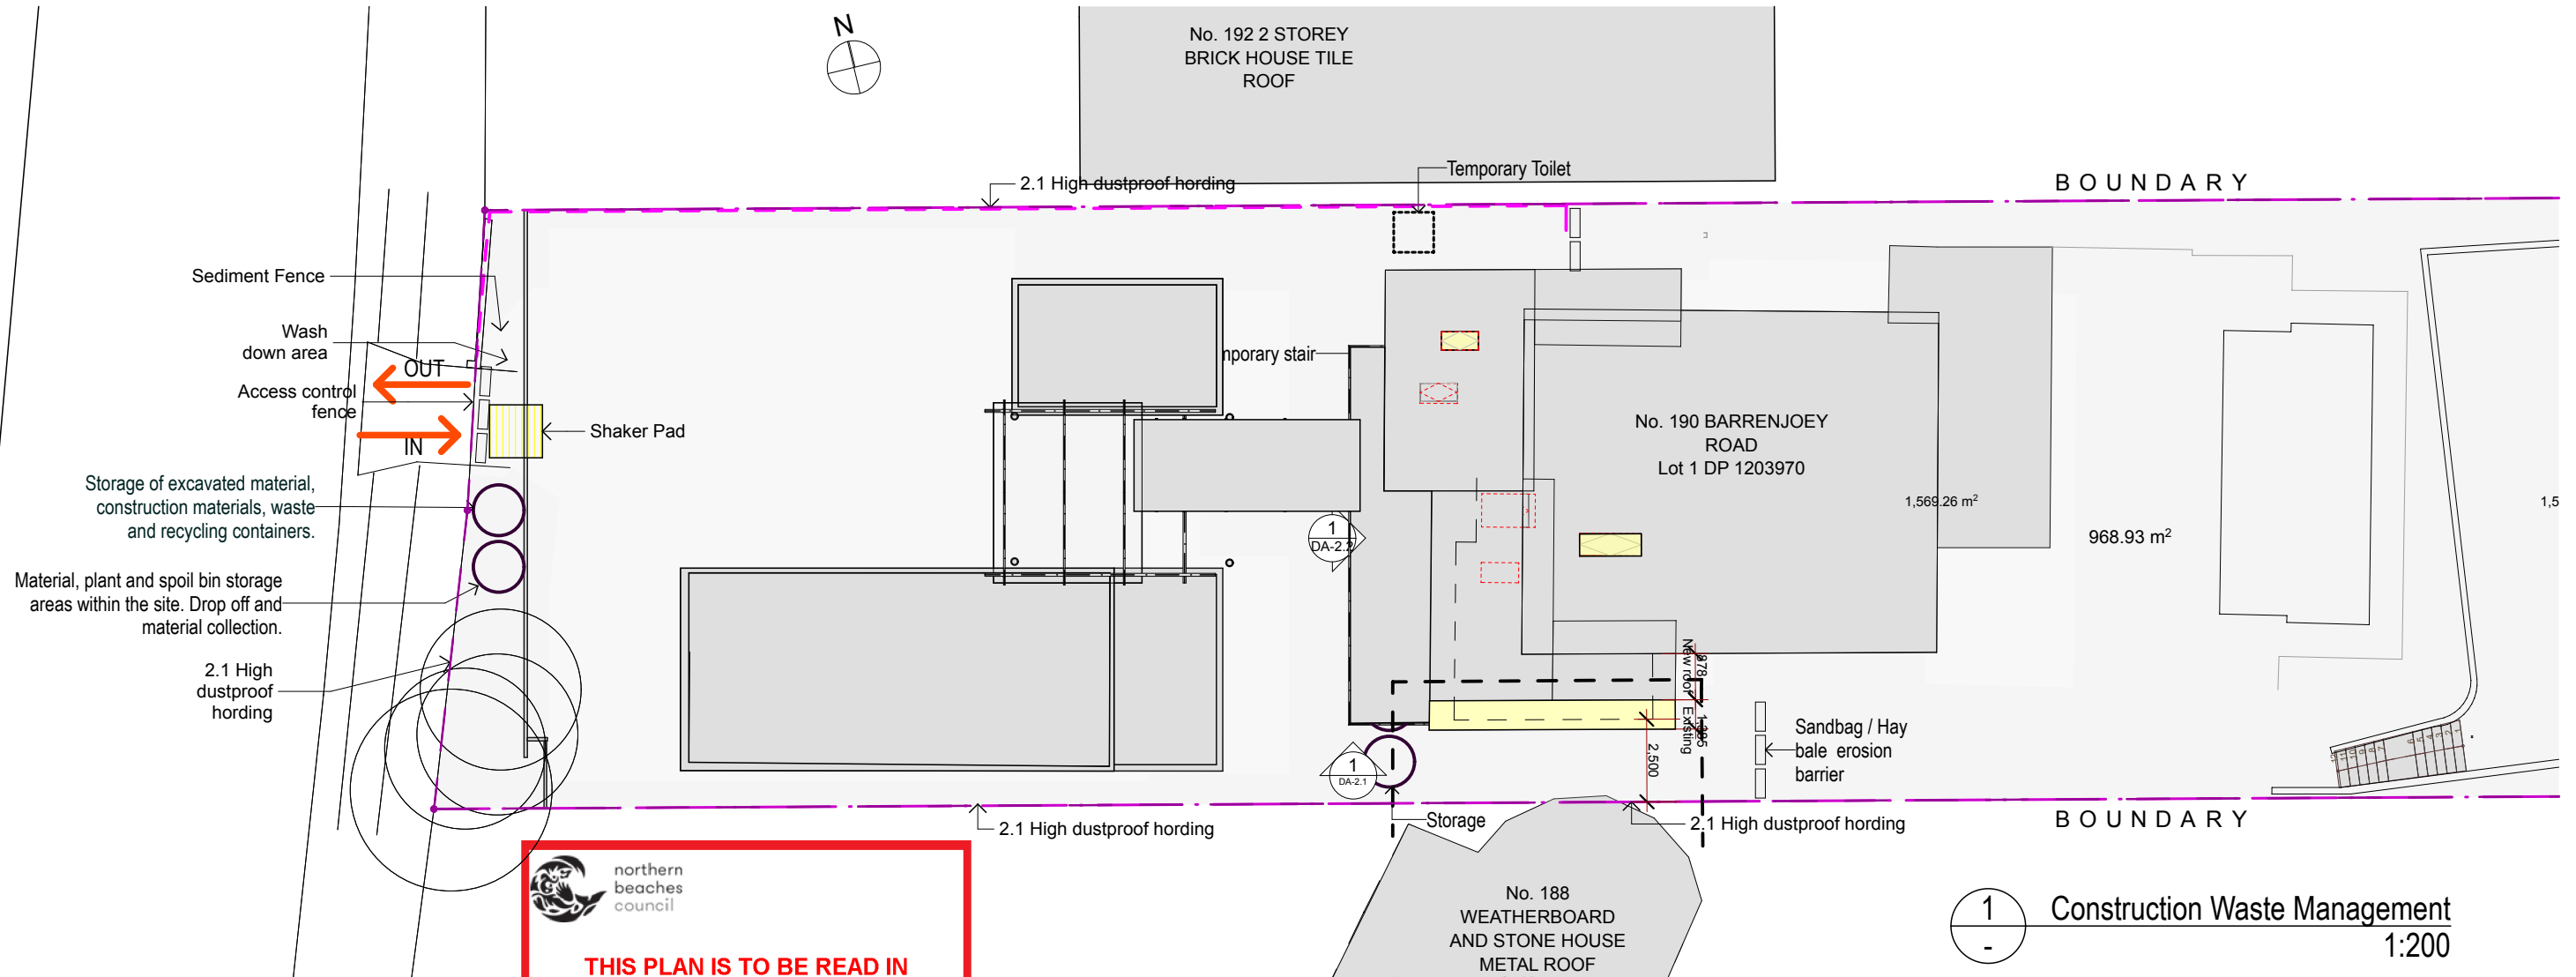 N
No. 192 2 STOREY
BRICK HOUSE TILE
ROOF
Temporary Toilet
2.1 High dustproof hording
BOUNDARY
Sediment Fence
Wash
down area
OUT
Access control
fence
IN
Shaker Pad
mporary stair
No. 190 BARRENJOEY
ROAD
Lot 1 DP 1203970
1,569.26 m²
968.93 m²
1,5
Storage of excavated material,
construction materials, waste
and recycling containers.
1
DA-2.2
Material, plant and spoil bin storage
areas within the site. Drop off and
material collection.
2.1 High
dustproof
hording
878
New roof
Existing
2,500
Sandbag / Hay
bale erosion
barrier
1
DA-2.1
Storage
2.1 High dustproof hording
2.1 High dustproof hording
BOUNDARY
northern
beaches
council
THIS PLAN IS TO BE READ IN
No. 188
WEATHERBOARD
AND STONE HOUSE
METAL ROOF
1
-
Construction Waste Management
1:200